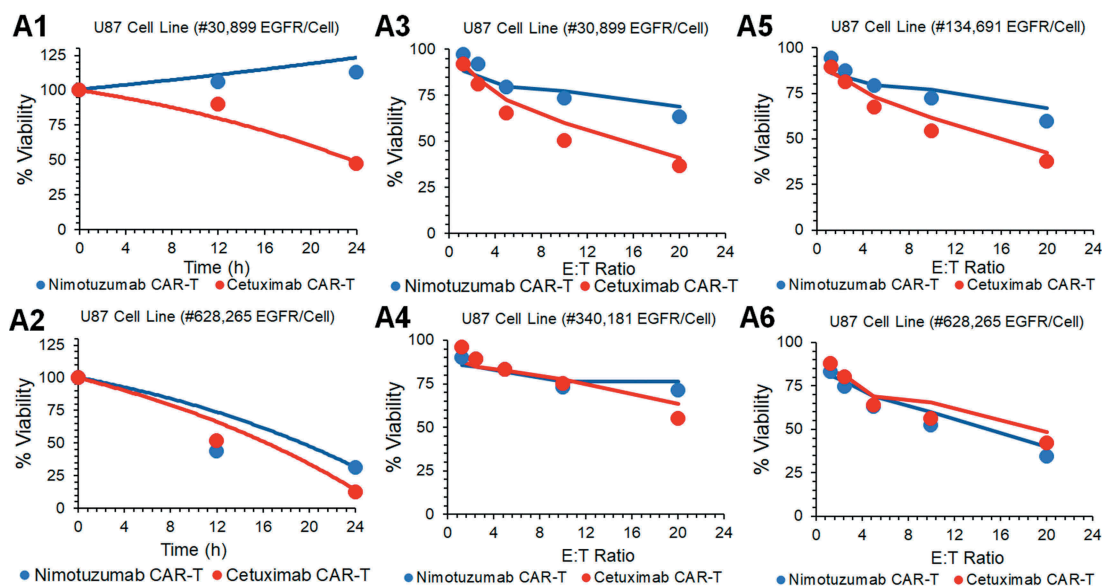 A1
U87 Cell Line (#30,899 EGFR/Cell)
% Viability
125
100
75
50
25
0
0 4 8 12 16 20 24
Time (h)
Nimotuzumab CAR-T Cetuximab CAR-T
A3
U87 Cell Line (#30,899 EGFR/Cell)
% Viability
100
75
50
25
0
0 4 8 12 16 20 24
E:T Ratio
Nimotuzumab CAR-T Cetuximab CAR-T
A5
U87 Cell Line (#134,691 EGFR/Cell)
% Viability
100
75
50
25
0
0 4 8 12 16 20 24
E:T Ratio
Nimotuzumab CAR-T Cetuximab CAR-T
A2
U87 Cell Line (#628,265 EGFR/Cell)
% Viability
125
100
75
50
25
0
0 4 8 12 16 20 24
Time (h)
Nimotuzumab CAR-T Cetuximab CAR-T
A4
U87 Cell Line (#340,181 EGFR/Cell)
% Viability
100
75
50
25
0
0 4 8 12 16 20 24
E:T Ratio
Nimotuzumab CAR-T Cetuximab CAR-T
A6
U87 Cell Line (#628,265 EGFR/Cell)
% Viability
100
75
50
25
0
0 4 8 12 16 20 24
E:T Ratio
Nimotuzumab CAR-T Cetuximab CAR-T